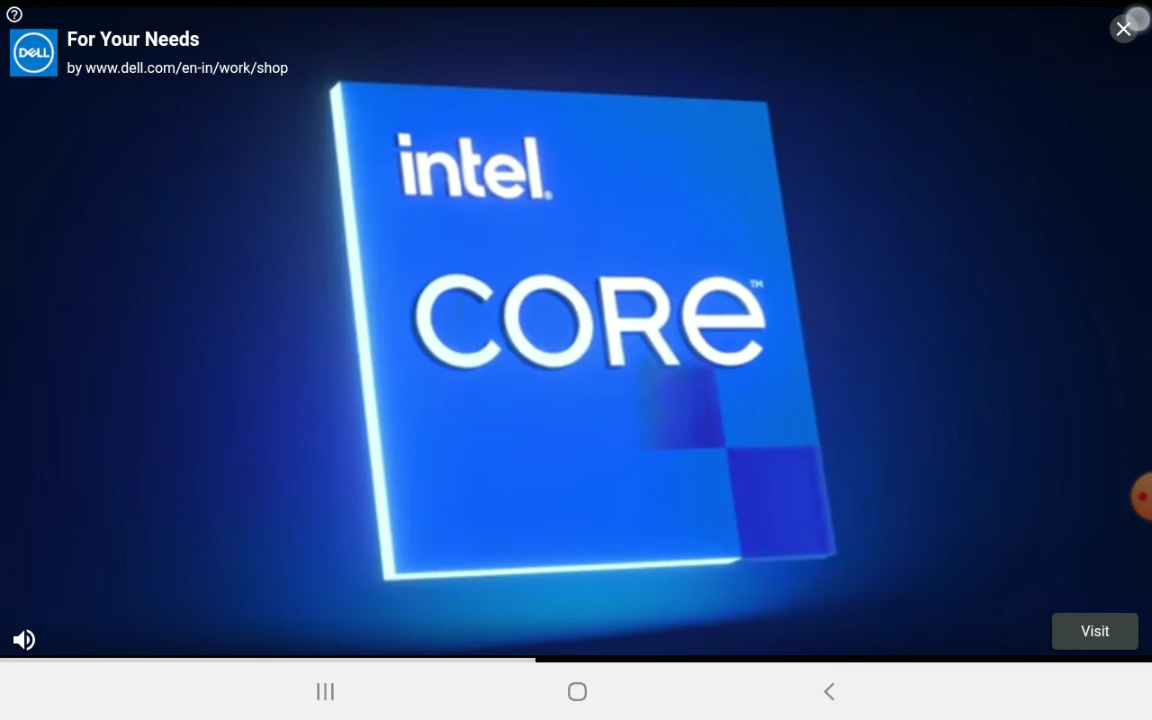 For Your Needs
DELL
by www.dell.com/en-in/work/shop
intel.
CORE™
Visit